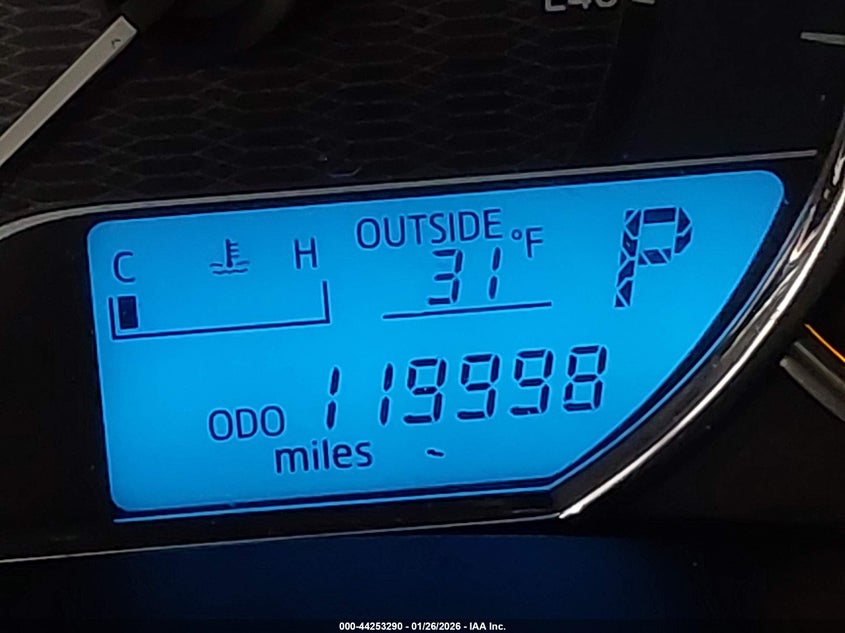 C H
OUTSIDE °F
31
P
ODO 119998
miles
000-44253290 - 01/26/2026 - IAA Inc.